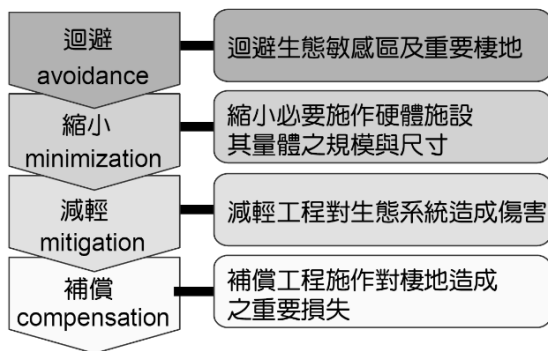 迴避
avoidance
迴避生態敏感區及重要棲地
縮小
minimization
縮小必要施作硬體施設
其量體之規模與尺寸
減輕
mitigation
減輕工程對生態系統造成傷害
補償
compensation
補償工程施作對棲地造成
之重要損失